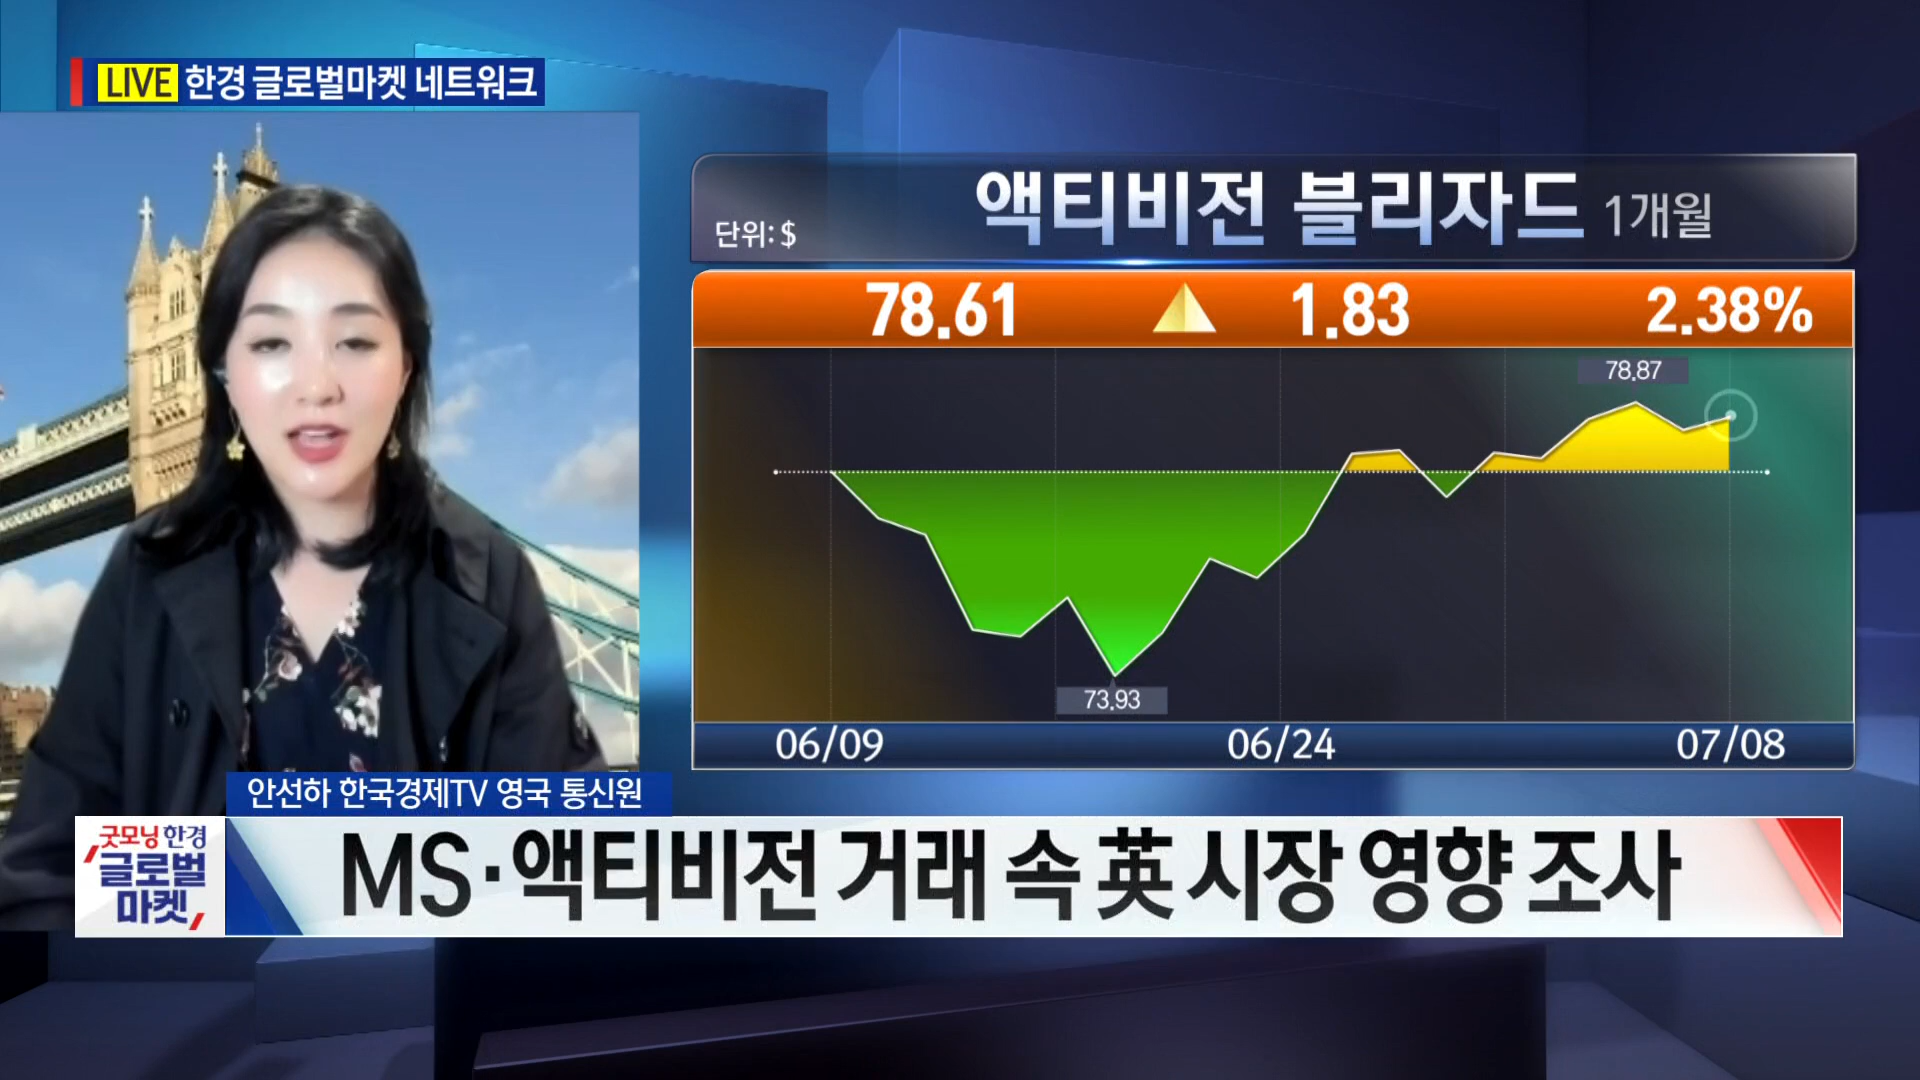 LIVE 한경 글로벌마켓 네트워크
액티비전 블리자드 1개월
단위: $
78.61 1.83 2.38%
78.87
73.93
06/09 06/24 07/08
안선하 한국경제TV 영국 통신원
굿모닝 한경
글로벌
마켓
MS·액티비전 거래 속 英 시장 영향 조사